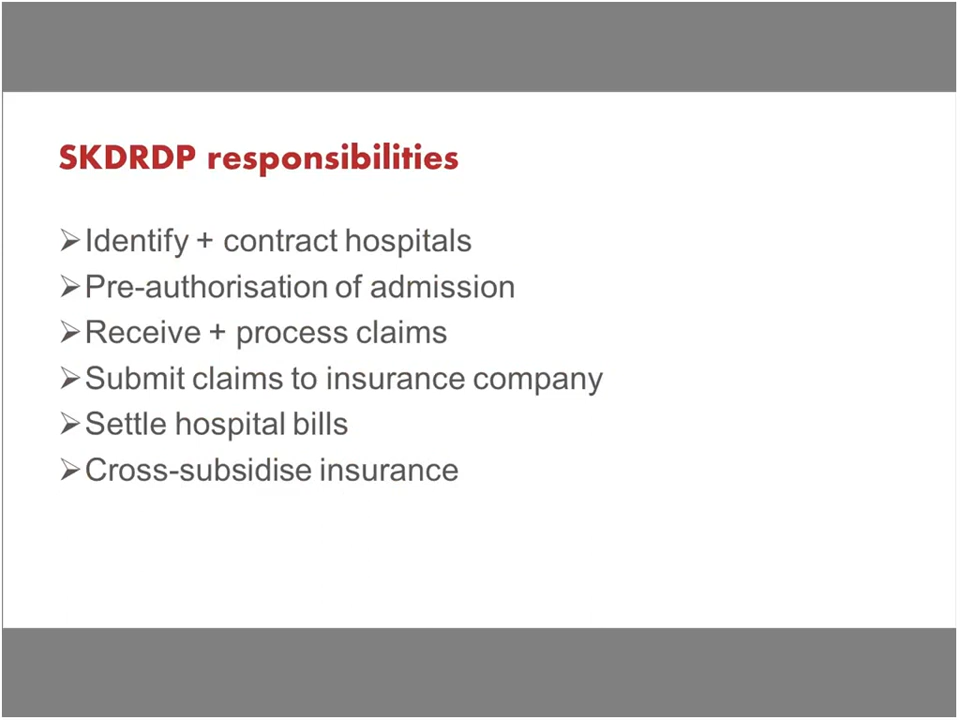 SKDRDP responsibilities
➢Identify + contract hospitals
➢Pre-authorisation of admission
➢Receive + process claims
➢Submit claims to insurance company
➢Settle hospital bills
➢Cross-subsidise insurance